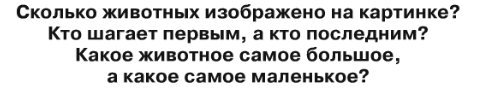 Сколько животных изображено на картинке?
Кто шагает первым, а кто последним?
Какое животное самое большое,
а какое самое маленькое?